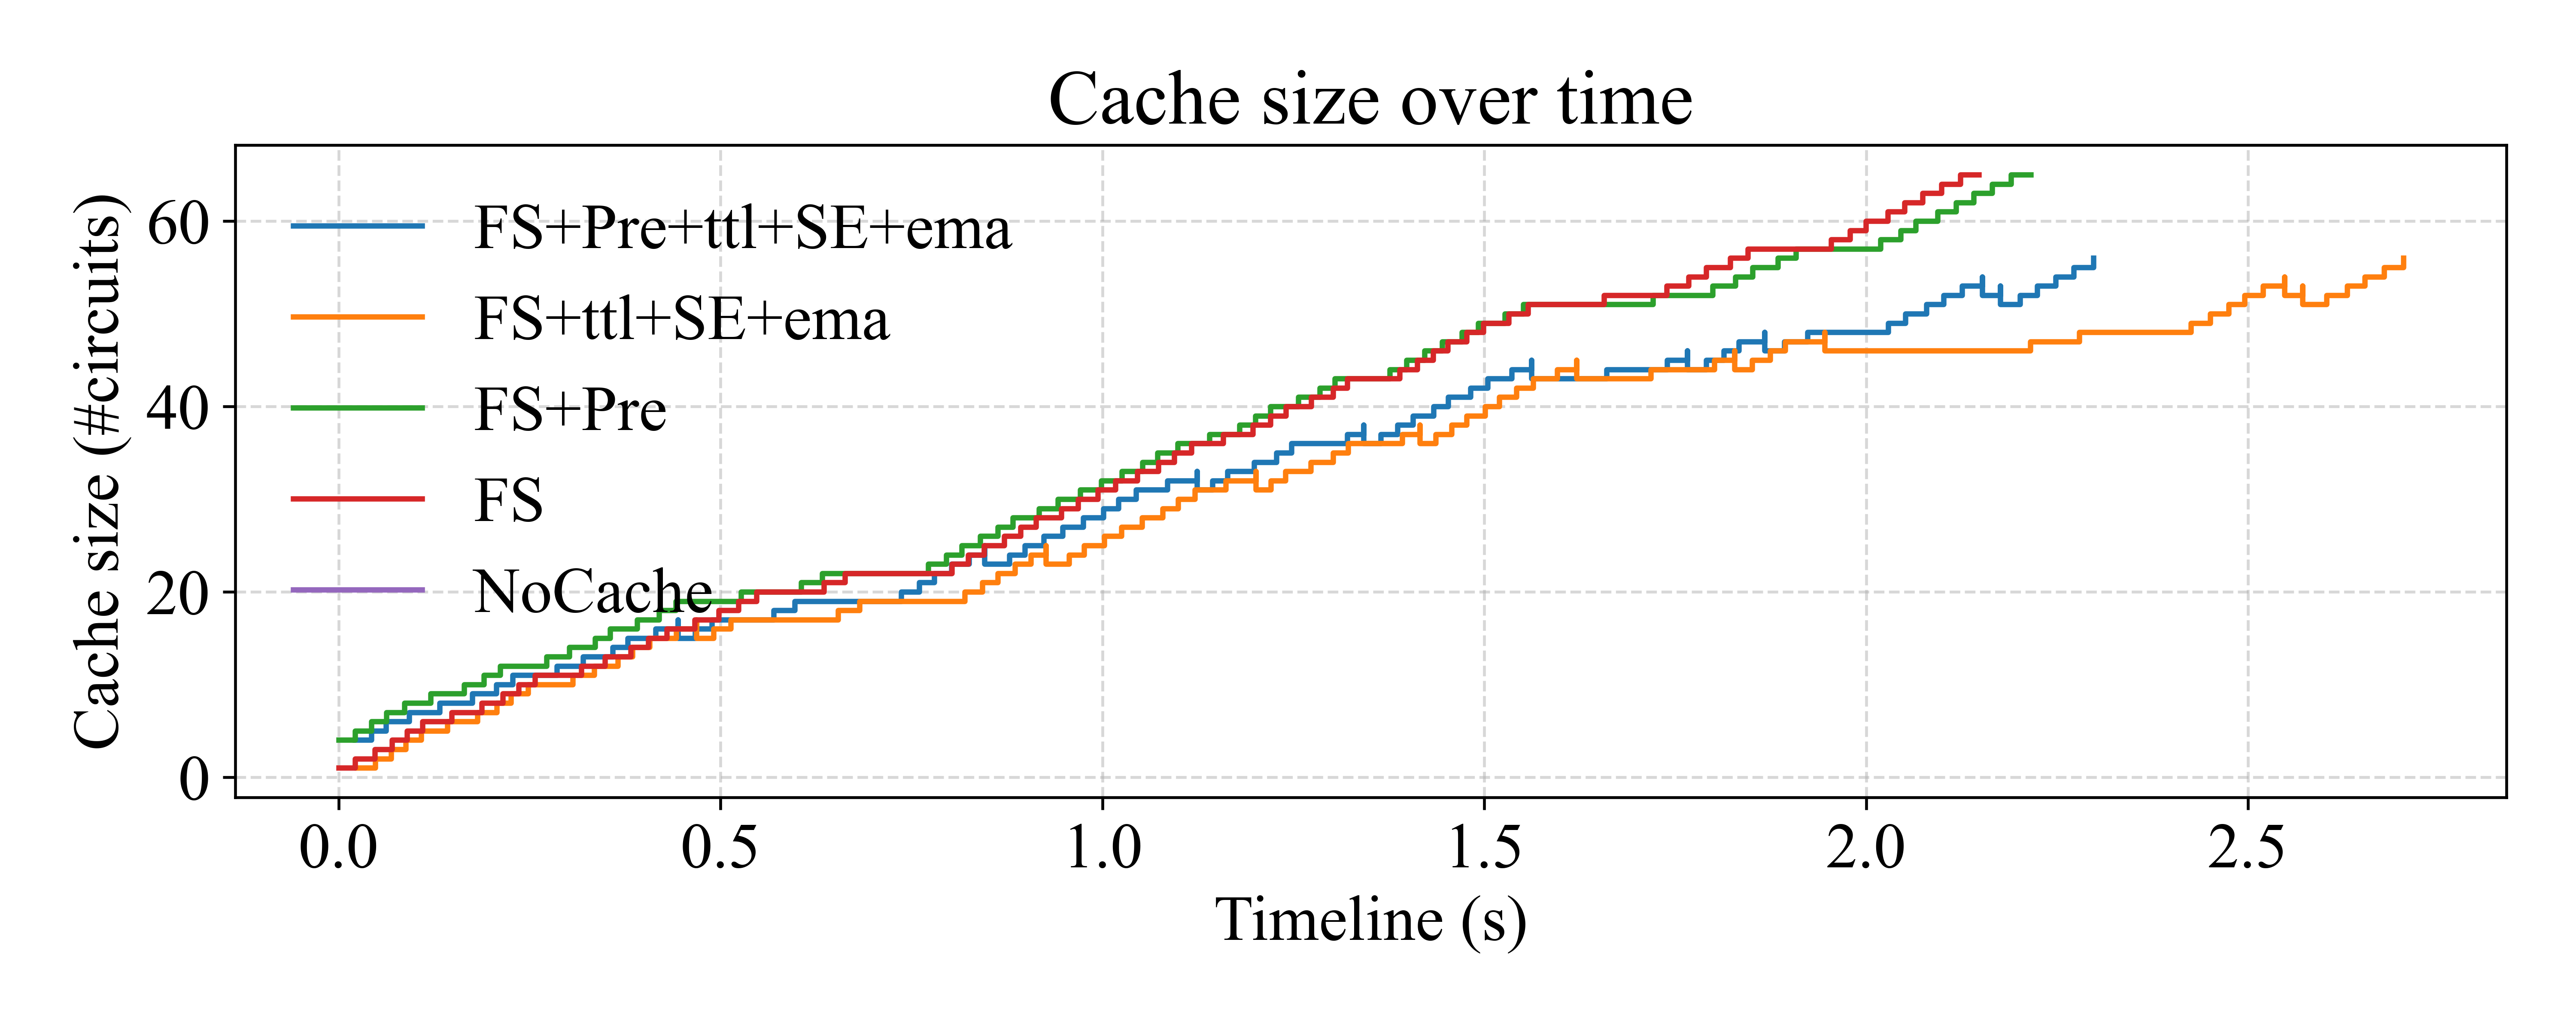 Cache size over time
Cache size (#circuits)
60
40
20
0
FS+Pre+ttl+SE+ema
FS+ttl+SE+ema
FS+Pre
FS
NoCache
0.0 0.5 1.0 1.5 2.0 2.5
Timeline (s)